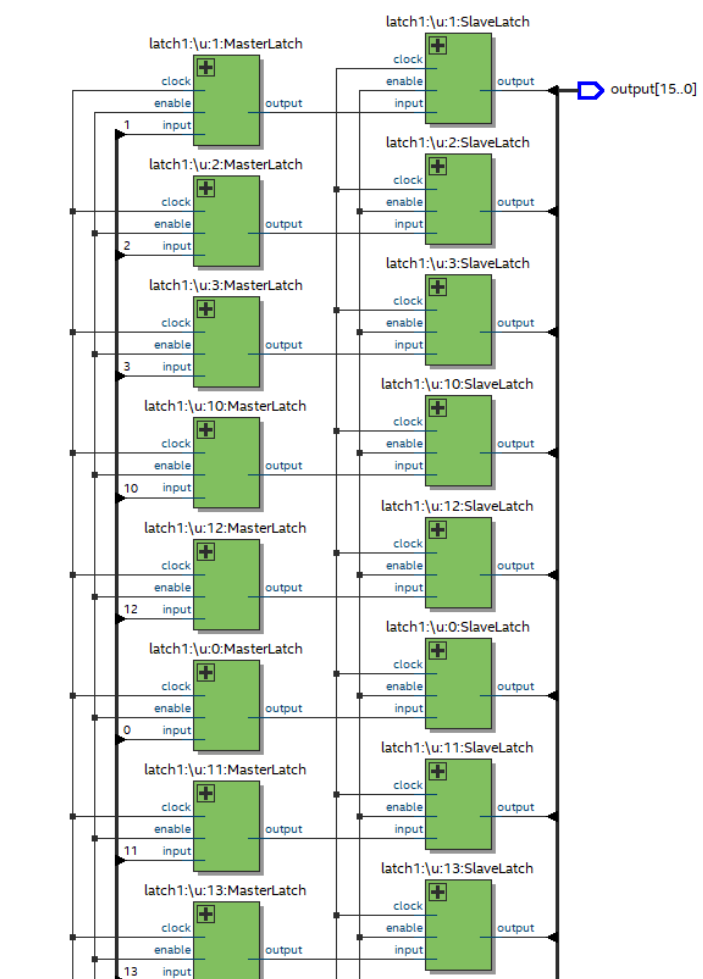 latch1:\u:1:SlaveLatch
latch1:\u:1:MasterLatch
clock
clock
enable
output
output[15..0]
enable
output
input
1
input
latch1:\u:2:SlaveLatch
latch1:\u:2:MasterLatch
clock
clock
enable
output
enable
output
input
2
input
latch1:\u:3:SlaveLatch
latch1:\u:3:MasterLatch
clock
clock
enable
output
enable
output
input
3
input
latch1:\u:10:SlaveLatch
latch1:\u:10:MasterLatch
clock
clock
enable
output
enable
output
input
10
input
latch1:\u:12:SlaveLatch
latch1:\u:12:MasterLatch
clock
clock
enable
output
enable
output
input
12
input
latch1:\u:0:SlaveLatch
latch1:\u:0:MasterLatch
clock
clock
enable
output
enable
output
input
0
input
latch1:\u:11:SlaveLatch
latch1:\u:11:MasterLatch
clock
clock
enable
output
enable
output
input
11
input
latch1:\u:13:SlaveLatch
latch1:\u:13:MasterLatch
clock
clock
enable
output
enable
output
input
13
input